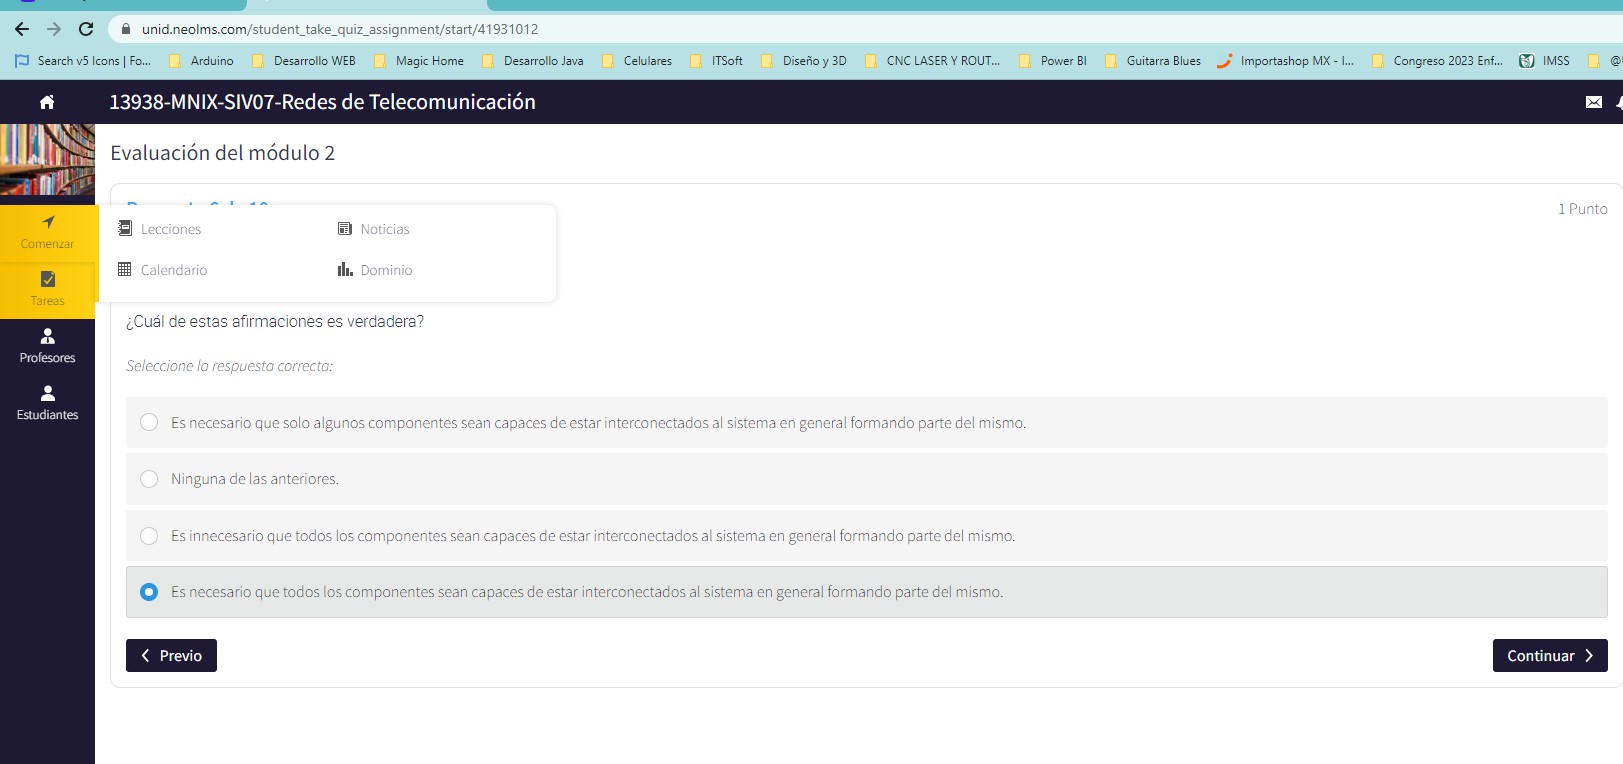 unid.neolms.com/student_take_quiz_assignment/start/41931012
Search v5 Icons | Fo... Arduino Desarrollo WEB Magic Home Desarrollo Java Celulares ITSoft Diseño y 3D CNC LASER Y ROUT... Power BI Guitarra Blues Importashop MX - I... Congreso 2023 Enf... IMSS
13938-MNIX-SIV07-Redes de Telecomunicación
Evaluación del módulo 2
1 Punto
Comenzar
Tareas
Profesores
Estudiantes
Lecciones Noticias
Calendario Dominio
¿Cuál de estas afirmaciones es verdadera?
Seleccione la respuesta correcta:
Es necesario que solo algunos componentes sean capaces de estar interconectados al sistema en general formando parte del mismo.
Ninguna de las anteriores.
Es innecesario que todos los componentes sean capaces de estar interconectados al sistema en general formando parte del mismo.
Es necesario que todos los componentes sean capaces de estar interconectados al sistema en general formando parte del mismo.
Previo
Continuar